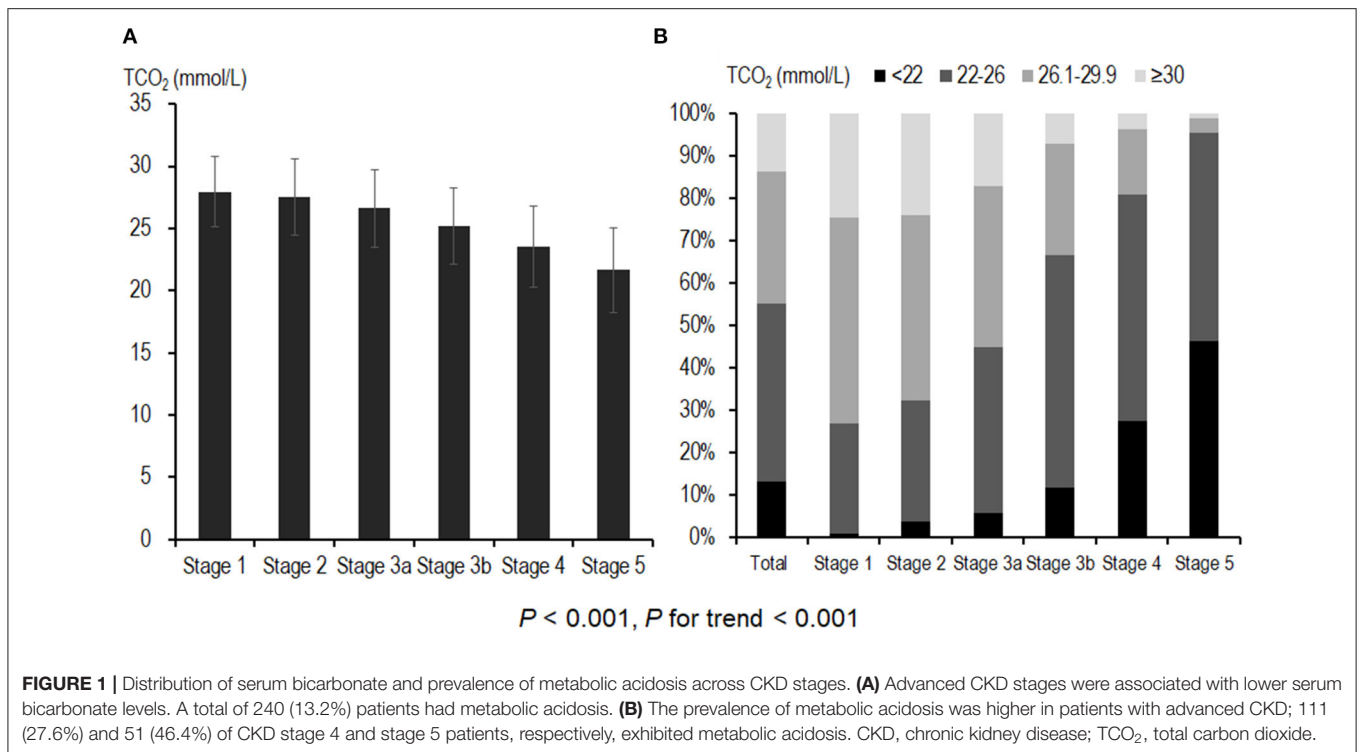 A
TCO₂ (mmol/L)
35
30
25
20
15
10
5
0
Stage 1 Stage 2 Stage 3a Stage 3b Stage 4 Stage 5
B
TCO₂ (mmol/L) <22 22-26 26.1-29.9 ≥30
100%
90%
80%
70%
60%
50%
40%
30%
20%
10%
0%
Total Stage 1 Stage 2 Stage 3a Stage 3b Stage 4 Stage 5
P < 0.001, P for trend < 0.001
FIGURE 1 | Distribution of serum bicarbonate and prevalence of metabolic acidosis across CKD stages. (A) Advanced CKD stages were associated with lower serum
bicarbonate levels. A total of 240 (13.2%) patients had metabolic acidosis. (B) The prevalence of metabolic acidosis was higher in patients with advanced CKD; 111
(27.6%) and 51 (46.4%) of CKD stage 4 and stage 5 patients, respectively, exhibited metabolic acidosis. CKD, chronic kidney disease; TCO₂, total carbon dioxide.